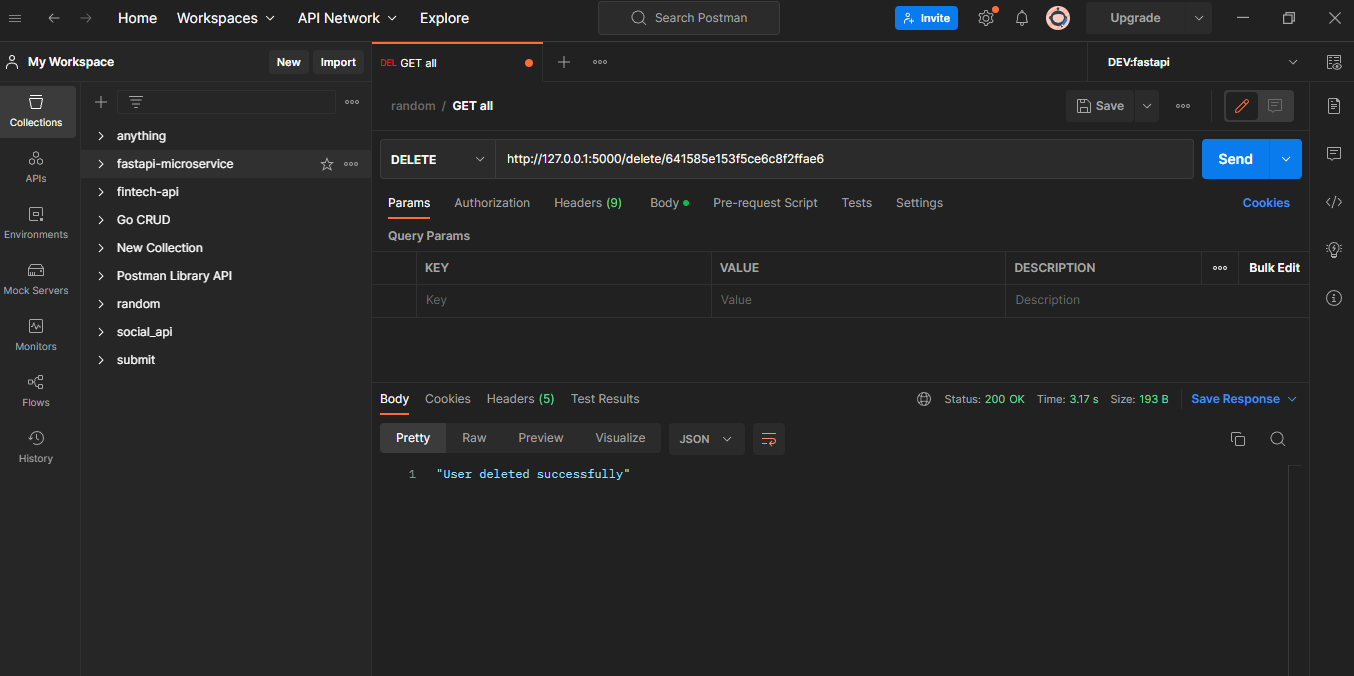 Home Workspaces API Network Explore Search Postman Invite Upgrade
My Workspace New Import DEL GET all DEV:fastapi
Collections
APIs
Environments
Mock Servers
Monitors
Flows
History
anything
fastapi-microservice
fintech-api
Go CRUD
New Collection
Postman Library API
random
social_api
submit
random / GET all Save
DELETE http://127.0.0.1:5000/delete/641585e153f5ce6c8f2ffae6 Send
Params Authorization Headers (9) Body Pre-request Script Tests Settings Cookies
Query Params
KEY VALUE DESCRIPTION Bulk Edit
Key Value Description
Body Cookies Headers (5) Test Results Status: 200 OK Time: 3.17 s Size: 193 B Save Response
Pretty Raw Preview Visualize JSON
1 "User deleted successfully"